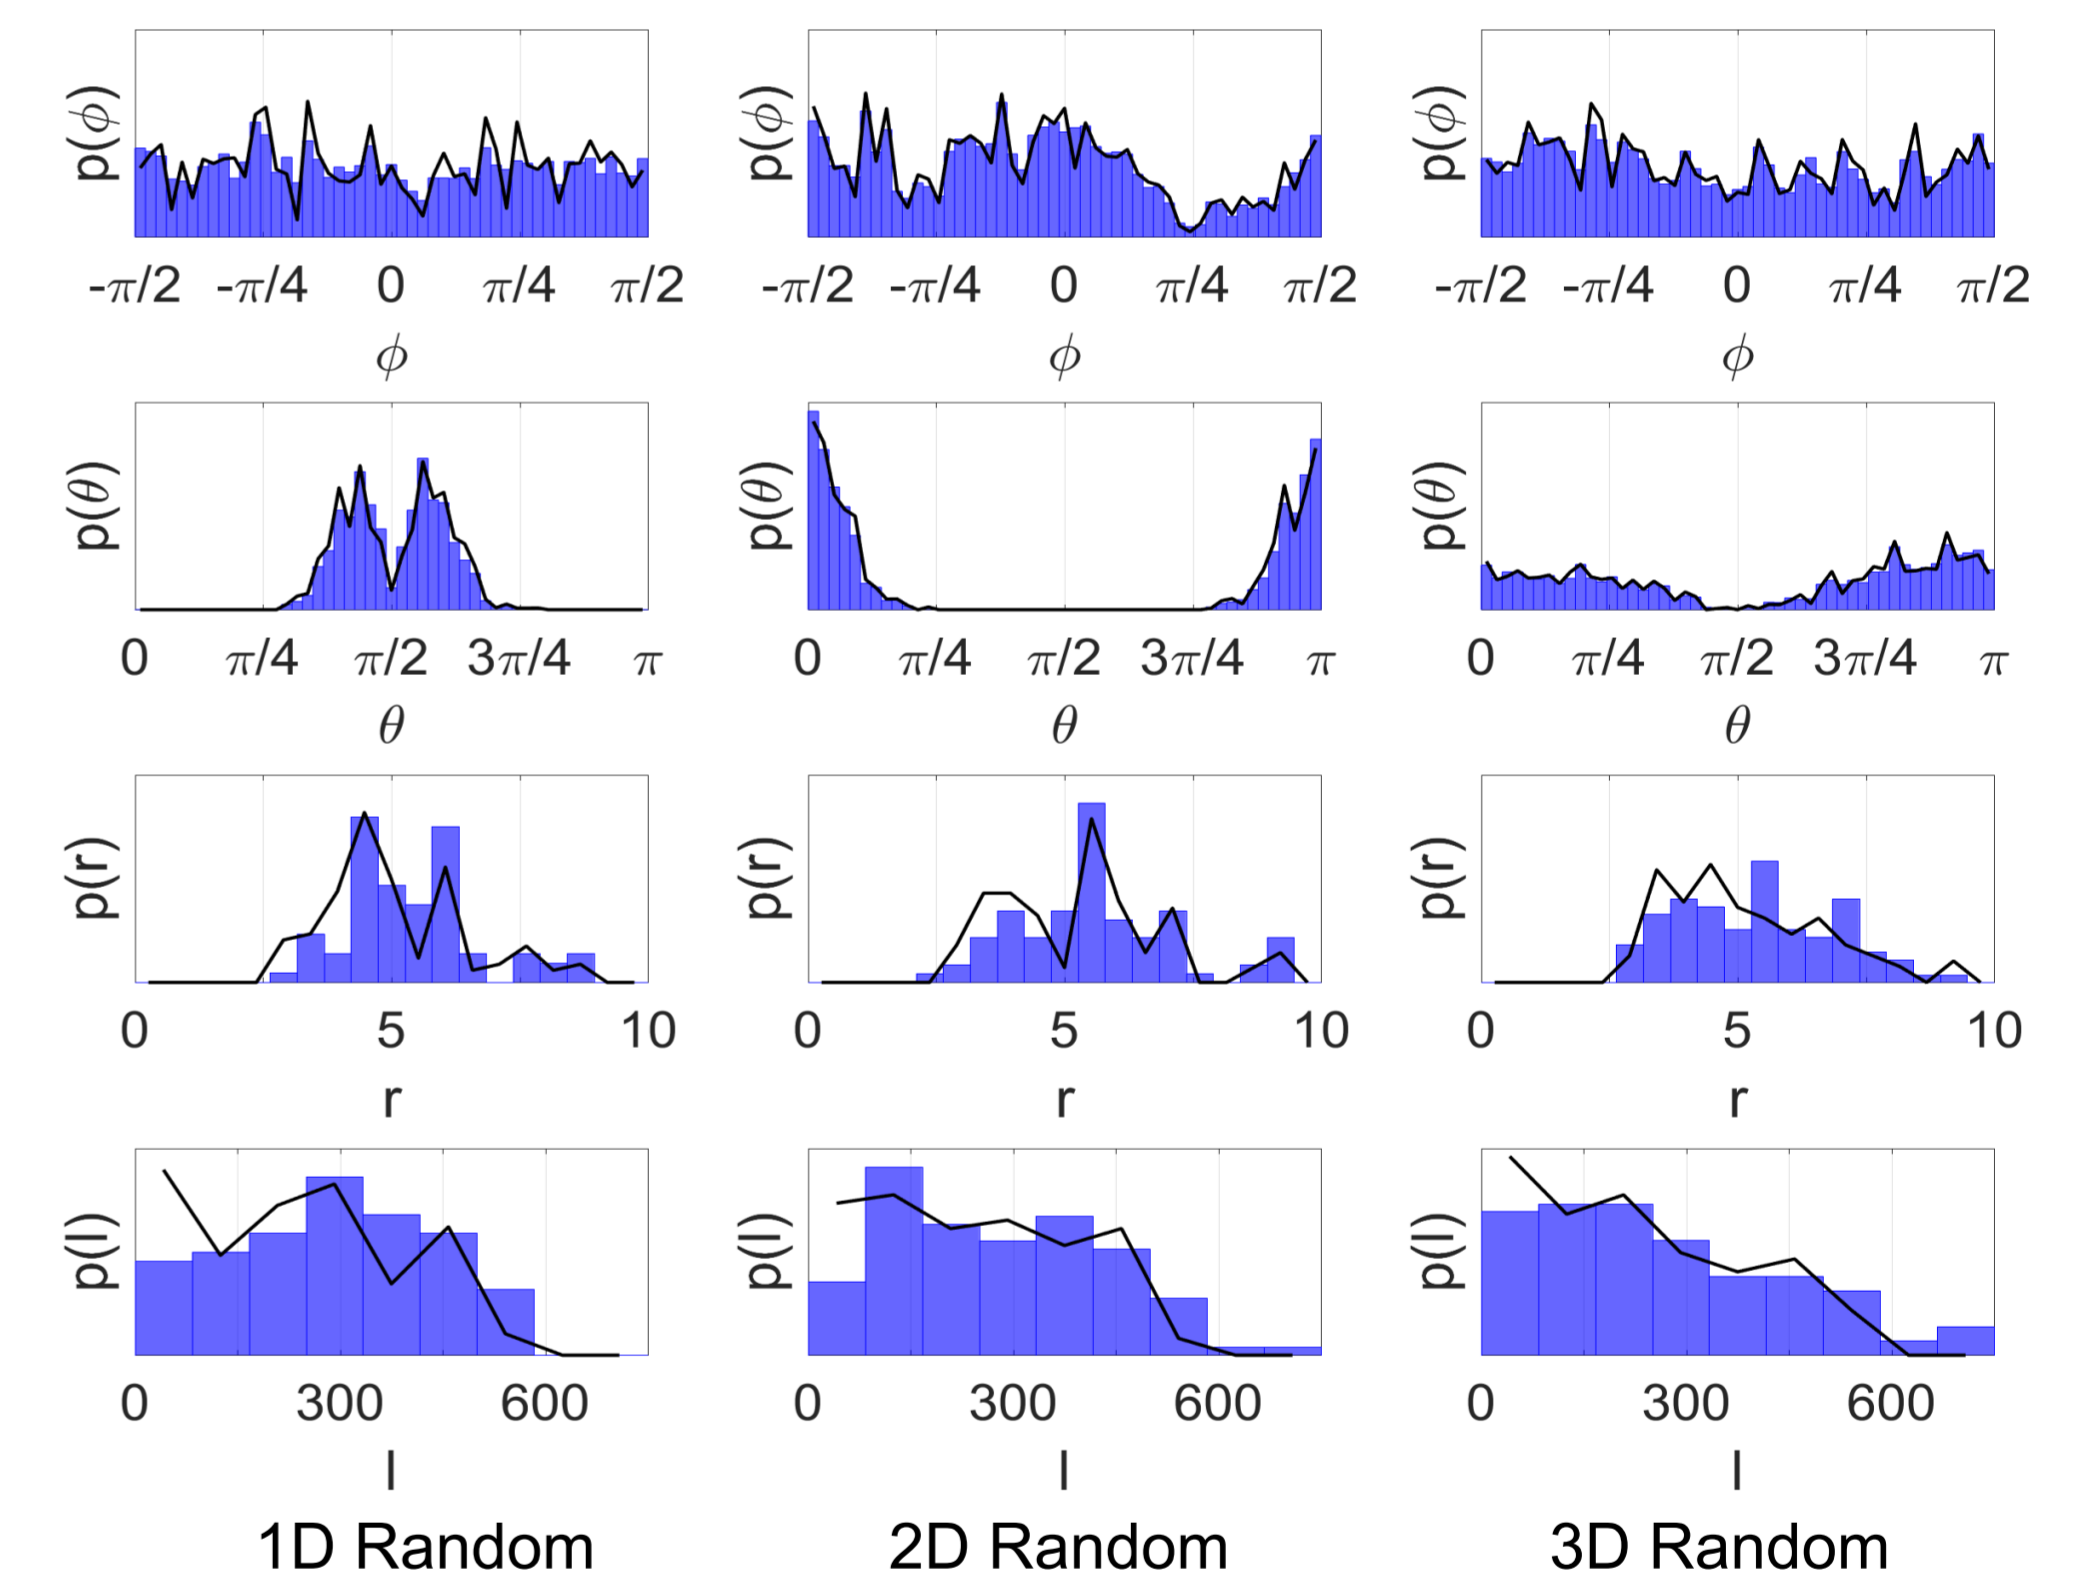 p(ϕ) p(ϕ) p(ϕ)
-π/2 -π/4 0 π/4 π/2 -π/2 -π/4 0 π/4 π/2 -π/2 -π/4 0 π/4 π/2
ϕ ϕ ϕ
p(θ) p(θ) p(θ)
0 π/4 π/2 3π/4 π 0 π/4 π/2 3π/4 π 0 π/4 π/2 3π/4 π
θ θ θ
p(r) p(r) p(r)
0 5 10 0 5 10 0 5 10
r r r
p(l) p(l) p(l)
0 300 600 0 300 600 0 300 600
l l l
1D Random 2D Random 3D Random